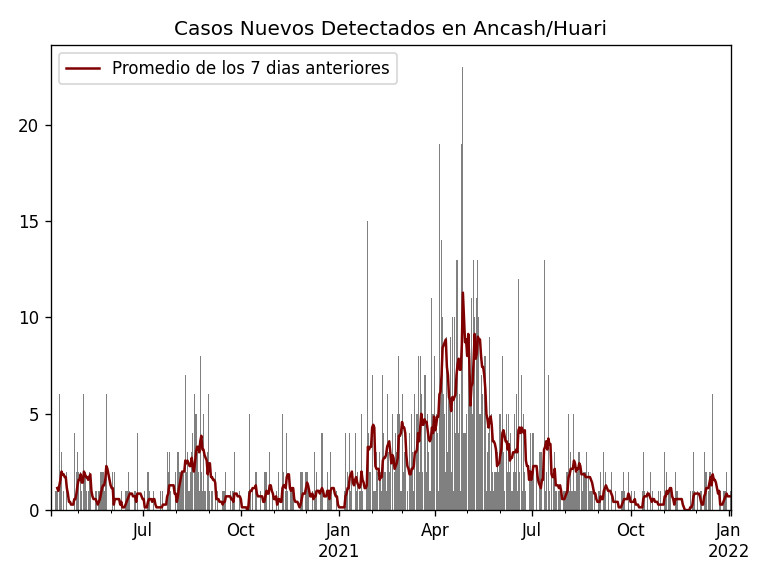 Casos Nuevos Detectados en Ancash/Huari
Promedio de los 7 dias anteriores
20
15
10
5
0
Jul Oct Jan Apr Jul Oct Jan
2021 2022